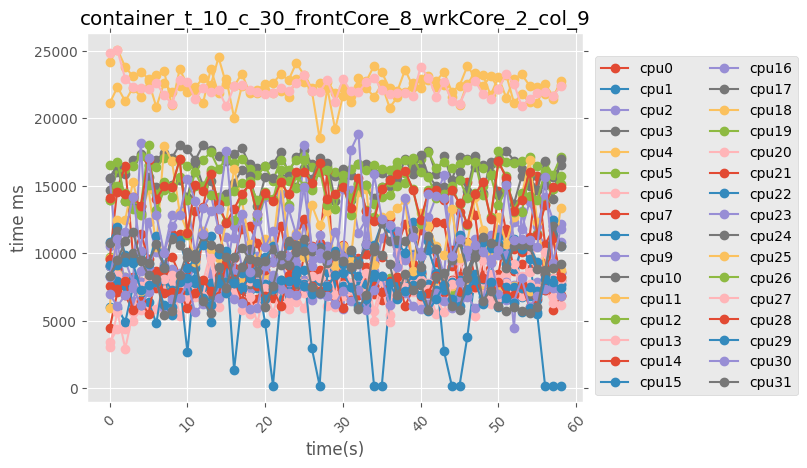 container_t_10_c_30_frontCore_8_wrkCore_2_col_9
25000
20000
15000
10000
5000
0
time ms
0
10
20
30
40
50
60
time(s)
cpu0
cpu1
cpu2
cpu3
cpu4
cpu5
cpu6
cpu7
cpu8
cpu9
cpu10
cpu11
cpu12
cpu13
cpu14
cpu15
cpu16
cpu17
cpu18
cpu19
cpu20
cpu21
cpu22
cpu23
cpu24
cpu25
cpu26
cpu27
cpu28
cpu29
cpu30
cpu31